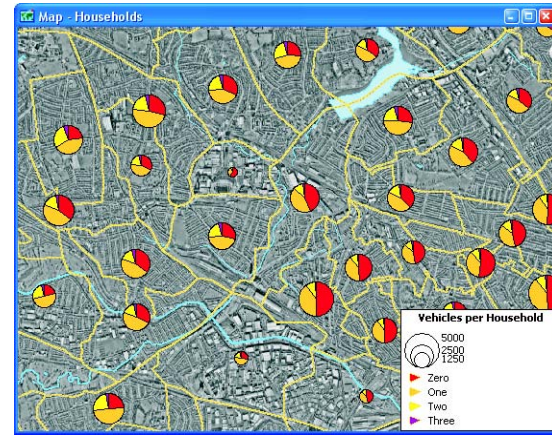 Map - Households
Vehicles per Household
5000
2500
1250
Zero
One
Two
Three